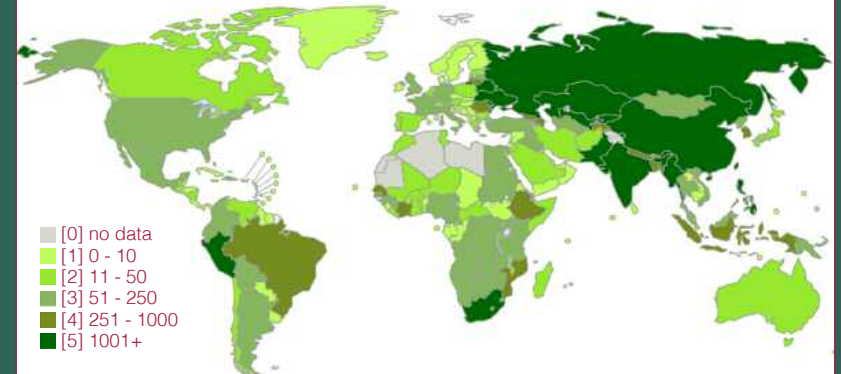 [0] no data
[1] 0 - 10
[2] 11 - 50
[3] 51 - 250
[4] 251 - 1000
[5] 1001+